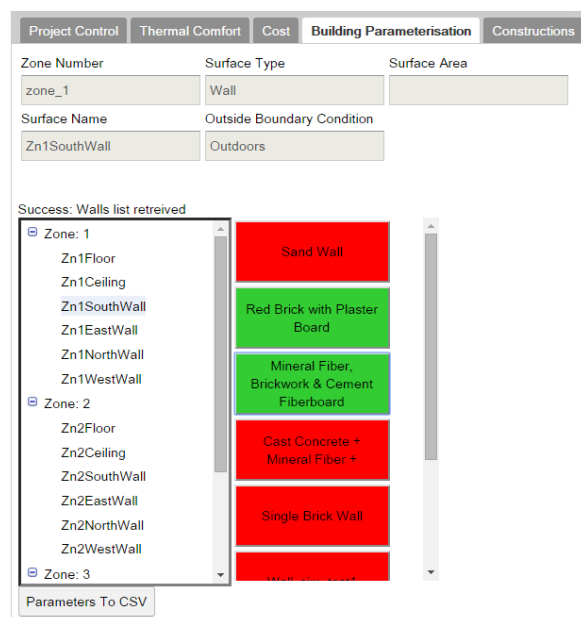 Project Control Thermal Comfort Cost Building Parameterisation Constructions
Zone Number Surface Type Surface Area
zone_1 Wall
Surface Name Outside Boundary Condition
Zn1SouthWall Outdoors
Success: Walls list retreived
Zone: 1
Zn1Floor
Zn1Ceiling
Zn1SouthWall
Zn1EastWall
Zn1NorthWall
Zn1WestWall
Zone: 2
Zn2Floor
Zn2Ceiling
Zn2SouthWall
Zn2EastWall
Zn2NorthWall
Zn2WestWall
Zone: 3
Sand Wall
Red Brick with Plaster
Board
Mineral Fiber,
Brickwork & Cement
Fiberboard
Cast Concrete +
Mineral Fiber +
Single Brick Wall
Parameters To CSV